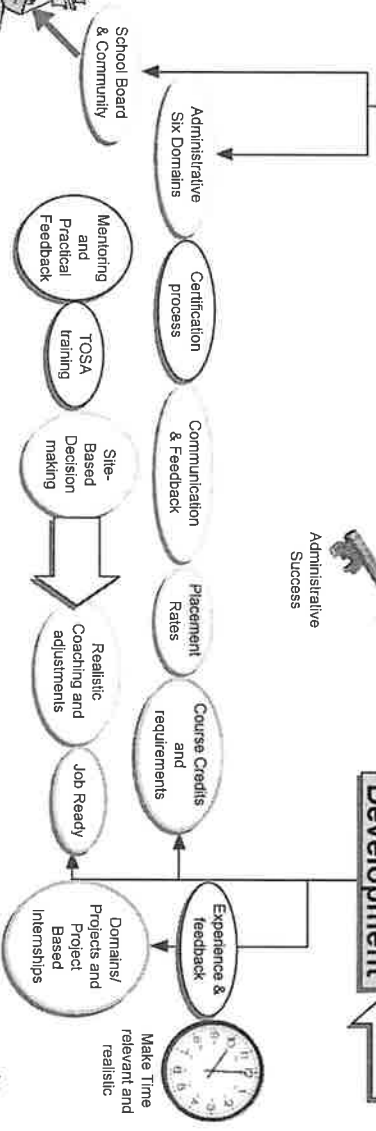 Development
Administrative
Success
School Board
& Community
Administrative
Six Domains
Certification
process
Communication
& Feedback
Placement
Rates
Course Credits
and
requirements
Experience &
feedback
Mentoring
and
Practical
Feedback
TOSA
training
Site-
Based
Decision
making
Realistic
Coaching and
adjustments
Job Ready
Domains/
Projects and
Project
Based
Internships
Make Time
relevant and
realistic